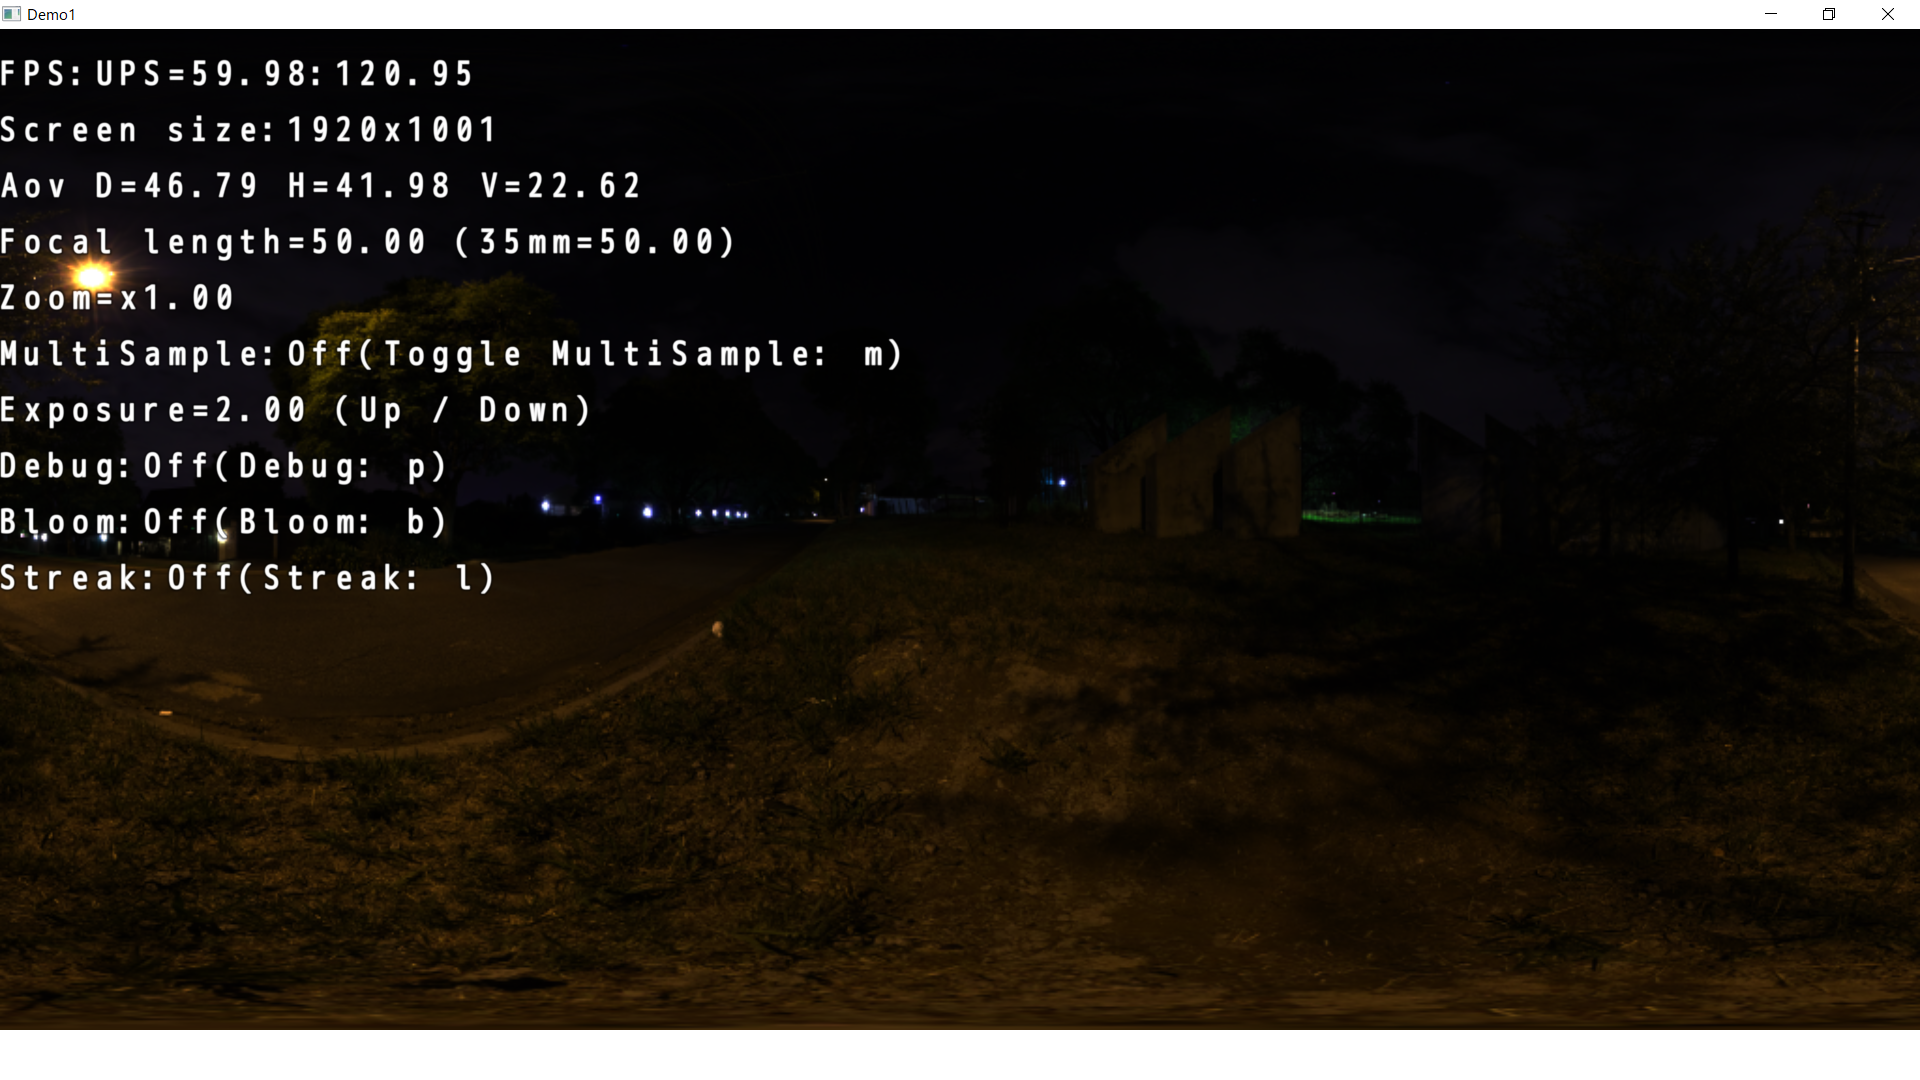 Demo1
FPS:UPS=59.98:120.95
Screen size:1920x1001
Aov D=46.79 H=41.98 V=22.62
Focal length=50.00 (35mm=50.00)
Zoom=x1.00
MultiSample:Off(Toggle MultiSample: m)
Exposure=2.00 (Up / Down)
Debug:Off(Debug: p)
Bloom:Off(Bloom: b)
Streak:Off(Streak: l)